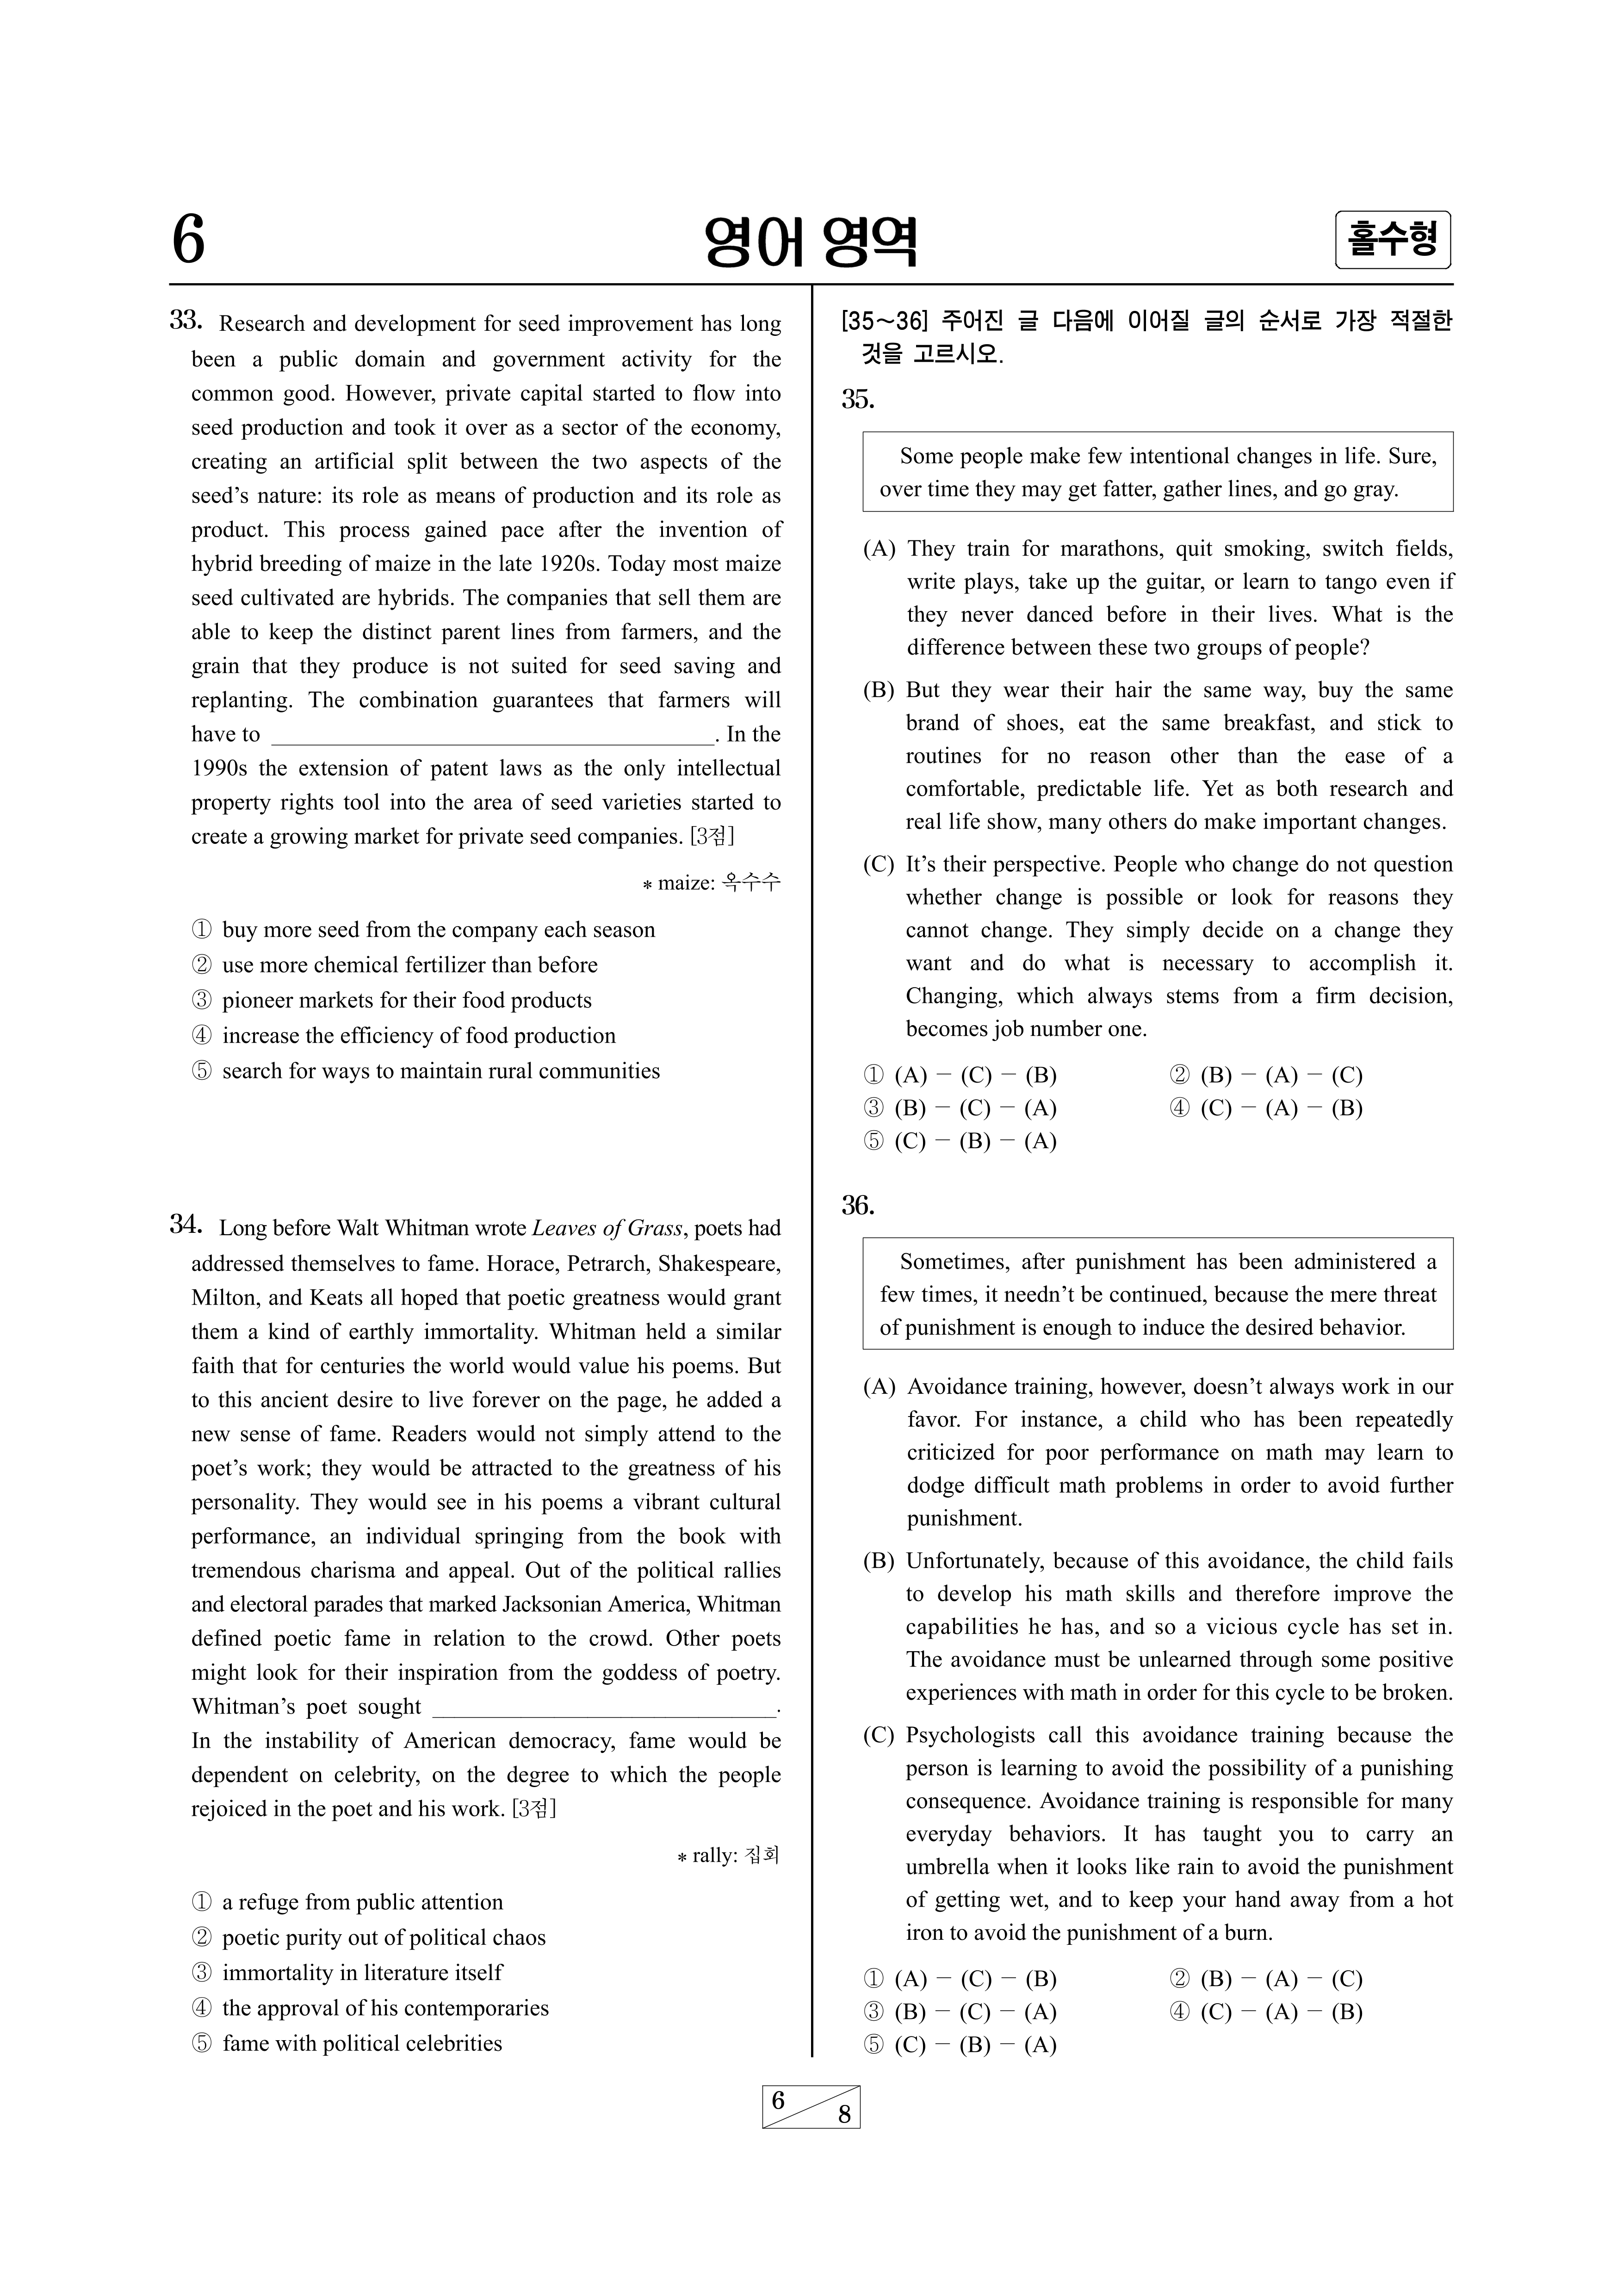 6
영어 영역
홀수형
33. Research and development for seed improvement has long
been a public domain and government activity for the
common good. However, private capital started to flow into
seed production and took it over as a sector of the economy,
creating an artificial split between the two aspects of the
seed’s nature: its role as means of production and its role as
product. This process gained pace after the invention of
hybrid breeding of maize in the late 1920s. Today most maize
seed cultivated are hybrids. The companies that sell them are
able to keep the distinct parent lines from farmers, and the
grain that they produce is not suited for seed saving and
replanting. The combination guarantees that farmers will
have to ______________________. In the
1990s the extension of patent laws as the only intellectual
property rights tool into the area of seed varieties started to
create a growing market for private seed companies. [3점]
* maize: 옥수수
① buy more seed from the company each season
② use more chemical fertilizer than before
③ pioneer markets for their food products
④ increase the efficiency of food production
⑤ search for ways to maintain rural communities
34. Long before Walt Whitman wrote Leaves of Grass, poets had
addressed themselves to fame. Horace, Petrarch, Shakespeare,
Milton, and Keats all hoped that poetic greatness would grant
them a kind of earthly immortality. Whitman held a similar
faith that for centuries the world would value his poems. But
to this ancient desire to live forever on the page, he added a
new sense of fame. Readers would not simply attend to the
poet’s work; they would be attracted to the greatness of his
personality. They would see in his poems a vibrant cultural
performance, an individual springing from the book with
tremendous charisma and appeal. Out of the political rallies
and electoral parades that marked Jacksonian America, Whitman
defined poetic fame in relation to the crowd. Other poets
might look for their inspiration from the goddess of poetry.
Whitman’s poet sought ______________________.
In the instability of American democracy, fame would be
dependent on celebrity, on the degree to which the people
rejoiced in the poet and his work. [3점]
* rally: 집회
① a refuge from public attention
② poetic purity out of political chaos
③ immortality in literature itself
④ the approval of his contemporaries
⑤ fame with political celebrities
[35～36] 주어진 글 다음에 이어질 글의 순서로 가장 적절한
것을 고르시오.
35.
Some people make few intentional changes in life. Sure,
over time they may get fatter, gather lines, and go gray.
(A) They train for marathons, quit smoking, switch fields,
write plays, take up the guitar, or learn to tango even if
they never danced before in their lives. What is the
difference between these two groups of people?
(B) But they wear their hair the same way, buy the same
brand of shoes, eat the same breakfast, and stick to
routines for no reason other than the ease of a
comfortable, predictable life. Yet as both research and
real life show, many others do make important changes.
(C) It’s their perspective. People who change do not question
whether change is possible or look for reasons they
cannot change. They simply decide on a change they
want and do what is necessary to accomplish it.
Changing, which always stems from a firm decision,
becomes job number one.
① (A) － (C) － (B) ② (B) － (A) － (C)
③ (B) － (C) － (A) ④ (C) － (A) － (B)
⑤ (C) － (B) － (A)
36.
Sometimes, after punishment has been administered a
few times, it needn’t be continued, because the mere threat
of punishment is enough to induce the desired behavior.
(A) Avoidance training, however, doesn’t always work in our
favor. For instance, a child who has been repeatedly
criticized for poor performance on math may learn to
dodge difficult math problems in order to avoid further
punishment.
(B) Unfortunately, because of this avoidance, the child fails
to develop his math skills and therefore improve the
capabilities he has, and so a vicious cycle has set in.
The avoidance must be unlearned through some positive
experiences with math in order for this cycle to be broken.
(C) Psychologists call this avoidance training because the
person is learning to avoid the possibility of a punishing
consequence. Avoidance training is responsible for many
everyday behaviors. It has taught you to carry an
umbrella when it looks like rain to avoid the punishment
of getting wet, and to keep your hand away from a hot
iron to avoid the punishment of a burn.
① (A) － (C) － (B) ② (B) － (A) － (C)
③ (B) － (C) － (A) ④ (C) － (A) － (B)
⑤ (C) － (B) － (A)
6
8